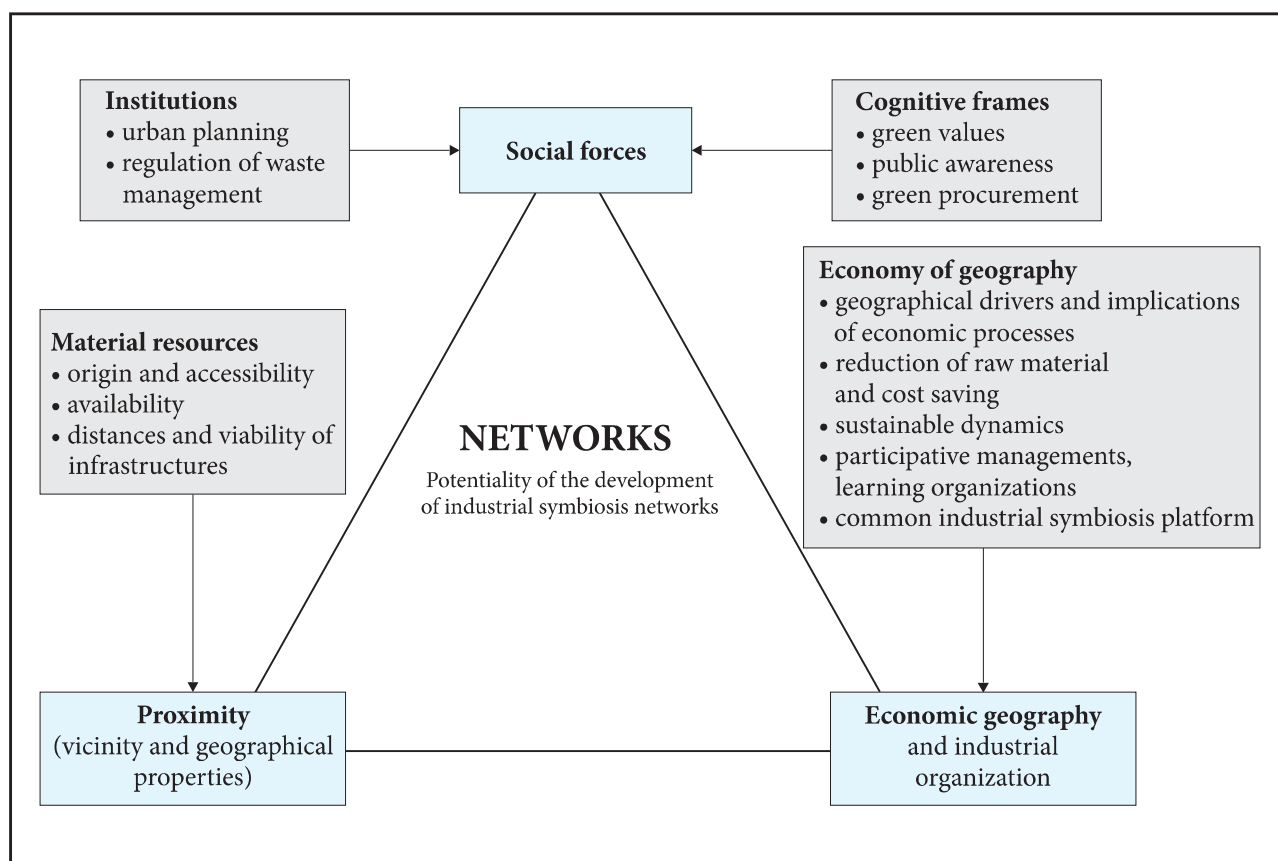 Institutions
• urban planning
• regulation of waste
management
Social forces
Cognitive frames
• green values
• public awareness
• green procurement
Economy of geography
• geographical drivers and implications
of economic processes
• reduction of raw material
and cost saving
• sustainable dynamics
• participative managements,
learning organizations
• common industrial symbiosis platform
Material resources
• origin and accessibility
• availability
• distances and viability of
infrastructures
NETWORKS
Potentiality of the development
of industrial symbiosis networks
Proximity
(vicinity and geographical
properties)
Economic geography
and industrial
organization